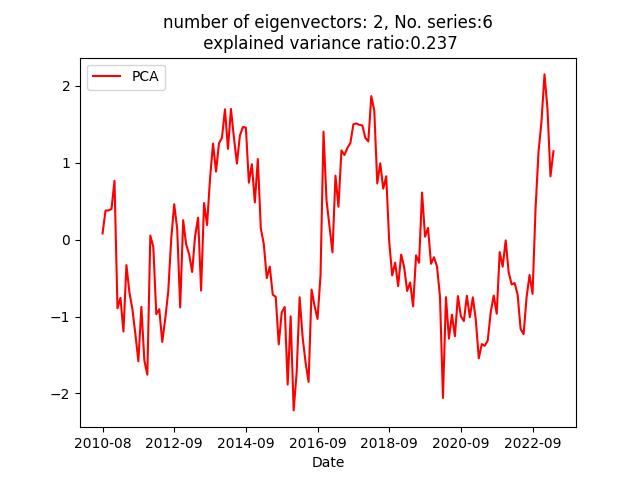 number of eigenvectors: 2, No. series:6
explained variance ratio:0.237
PCA
2
1
0
−1
−2
2010-08 2012-09 2014-09 2016-09 2018-09 2020-09 2022-09
Date